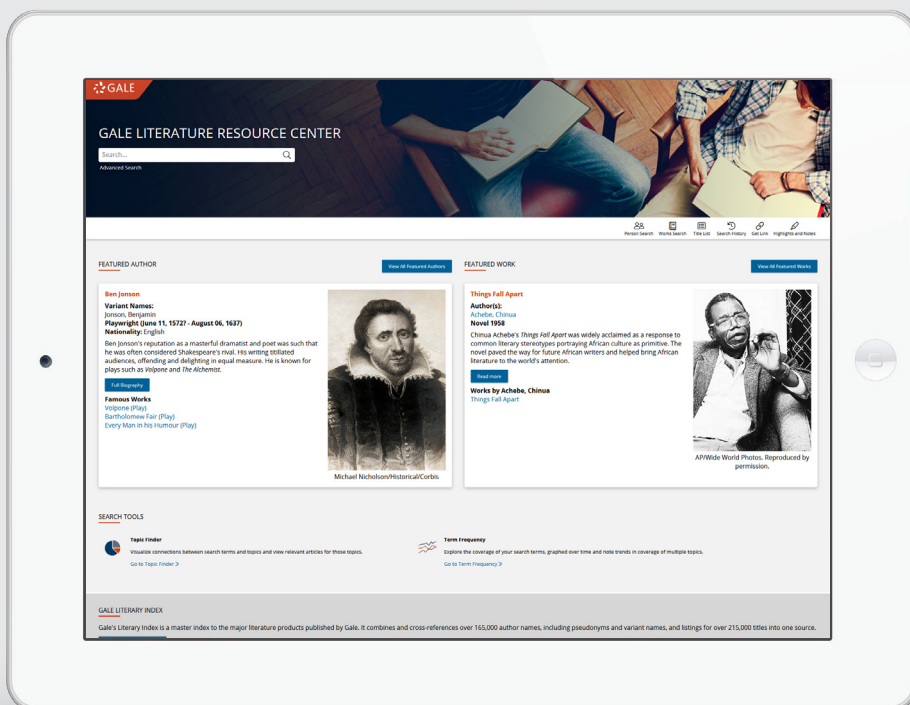 GALE
GALE LITERATURE RESOURCE CENTER
Search...
Advanced Search
Person Search
Works Search
Title List
Search History
Get Link
Highlights and Notes
FEATURED AUTHOR
View All Featured Authors
Ben Jonson
Variant Names:
Jonson, Benjamin
Playwright (June 11, 1572? - August 06, 1637)
Nationality: English
Ben Jonson's reputation as a masterful dramatist and poet was such that
he was often considered Shakespeare's rival. His writing titillated
audiences, offending and delighting in equal measure. He is known for
plays such as Volpone and The Alchemist.
Full Biography
Famous Works
Volpone (Play)
Bartholomew Fair (Play)
Every Man in his Humour (Play)
Michael Nicholson/Historical/Corbis
FEATURED WORK
View All Featured Works
Things Fall Apart
Author(s):
Achebe, Chinua
Novel 1958
Chinua Achebe's Things Fall Apart was widely acclaimed as a response to
common literary stereotypes portraying African culture as primitive. The
novel paved the way for future African writers and helped bring African
literature to the world's attention.
Read more
Works by Achebe, Chinua
Things Fall Apart
AP/Wide World Photos. Reproduced by
permission.
SEARCH TOOLS
Topic Finder
Visualize connections between search terms and topics and view relevant articles for those topics.
Go to Topic Finder >
Term Frequency
Explore the coverage of your search terms, graphed over time and note trends in coverage of multiple topics.
Go to Term Frequency >
GALE LITERARY INDEX
Gale's Literary Index is a master index to the major literature products published by Gale. It combines and cross-references over 165,000 author names, including pseudonyms and variant names, and listings for over 215,000 titles into one source.